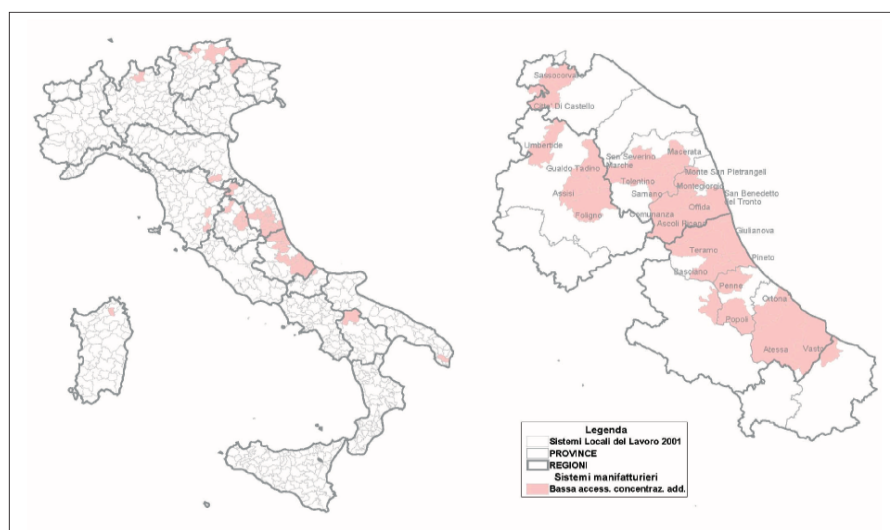 Sassocorvaro
Citta' Di Castello
Umbertide
San Severino
Marche
Macerata
Gualdo Tadino
Monte San Pietrangeli
Tolentino
Montegiorgio
Assisi
Sarnano
San Benedetto
del Tronto
Offida
Foligno
Comunanza
Ascoli Piceno
Giulianova
Teramo
Pineto
Basciano
Penne
Ortona
Popoli
Atessa
Vasto
Legenda
Sistemi Locali del Lavoro 2001
PROVINCE
REGIONI
Sistemi manifatturieri
Bassa access. concentraz. add.